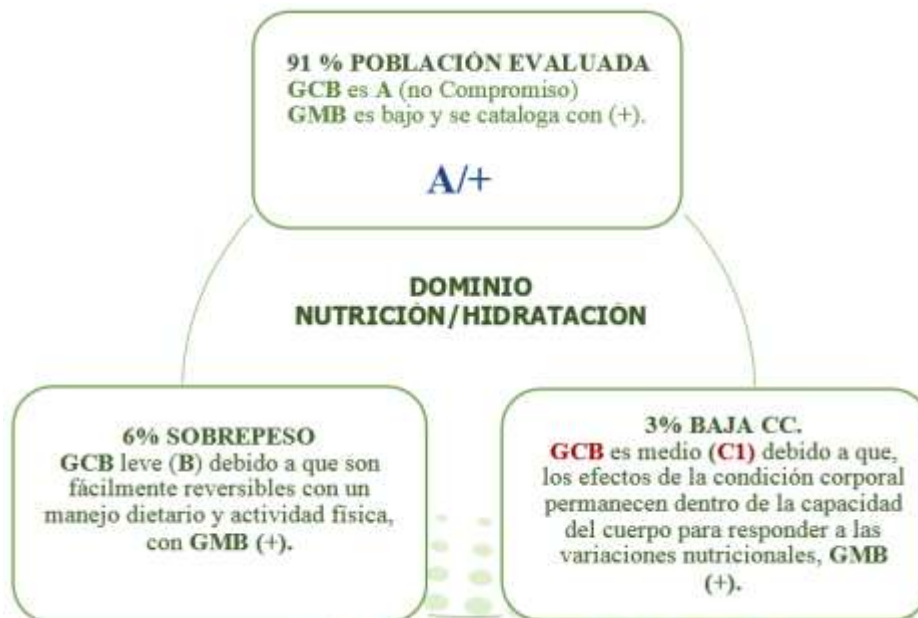 91 % POBLACIÓN EVALUADA
GCB es A (no Compromiso)
GMB es bajo y se cataloga con (+).
A/+
DOMINIO
NUTRICIÓN/HIDRATACIÓN
6% SOBREPESO
GCB leve (B) debido a que son
fácilmente reversibles con un
manejo dietario y actividad física,
con GMB (+).
3% BAJA CC.
GCB es medio (C1) debido a que,
los efectos de la condición corporal
permanecen dentro de la capacidad
del cuerpo para responder a las
variaciones nutricionales, GMB
(+).